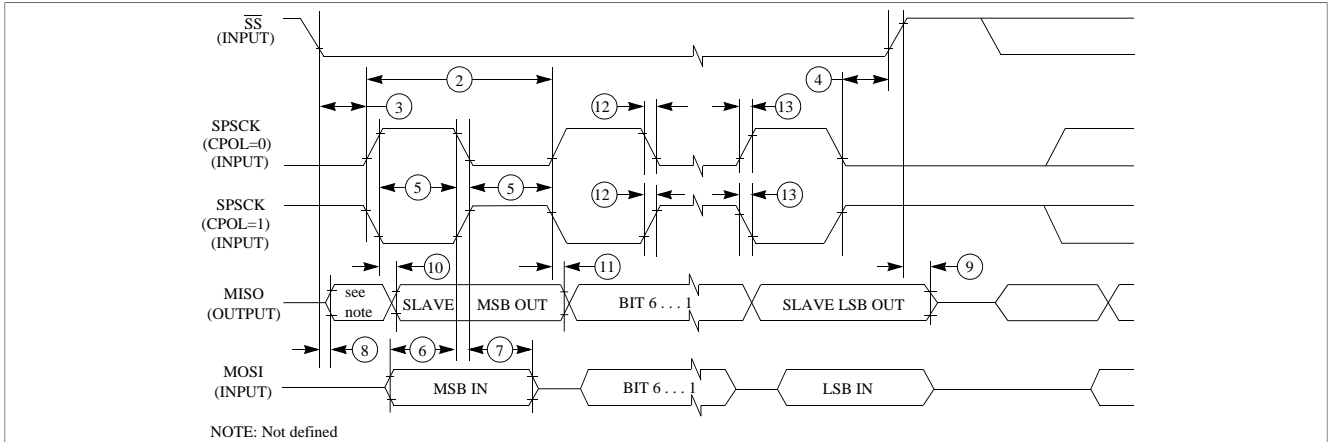 SS
(INPUT)
2
4
3
12
13
SPSCK
(CPOL=0)
(INPUT)
5
5
12
13
SPSCK
(CPOL=1)
(INPUT)
10
11
9
MISO
(OUTPUT)
see
note
SLAVE
MSB OUT
BIT 6 . . . 1
SLAVE LSB OUT
8
6
7
MOSI
(INPUT)
MSB IN
BIT 6 . . . 1
LSB IN
NOTE: Not defined